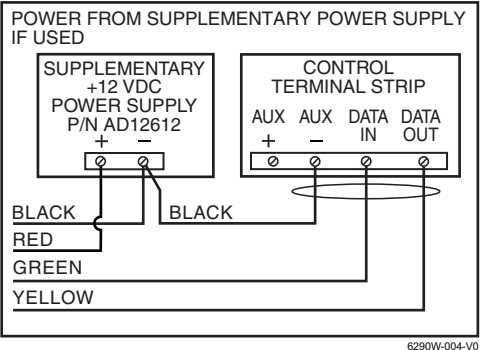 POWER FROM SUPPLEMENTARY POWER SUPPLY
IF USED
SUPPLEMENTARY
+12 VDC
POWER SUPPLY
P/N AD12612
+ −
CONTROL
TERMINAL STRIP
AUX AUX DATA DATA
+ − IN OUT
BLACK BLACK
RED
GREEN
YELLOW
6290W-004-V0